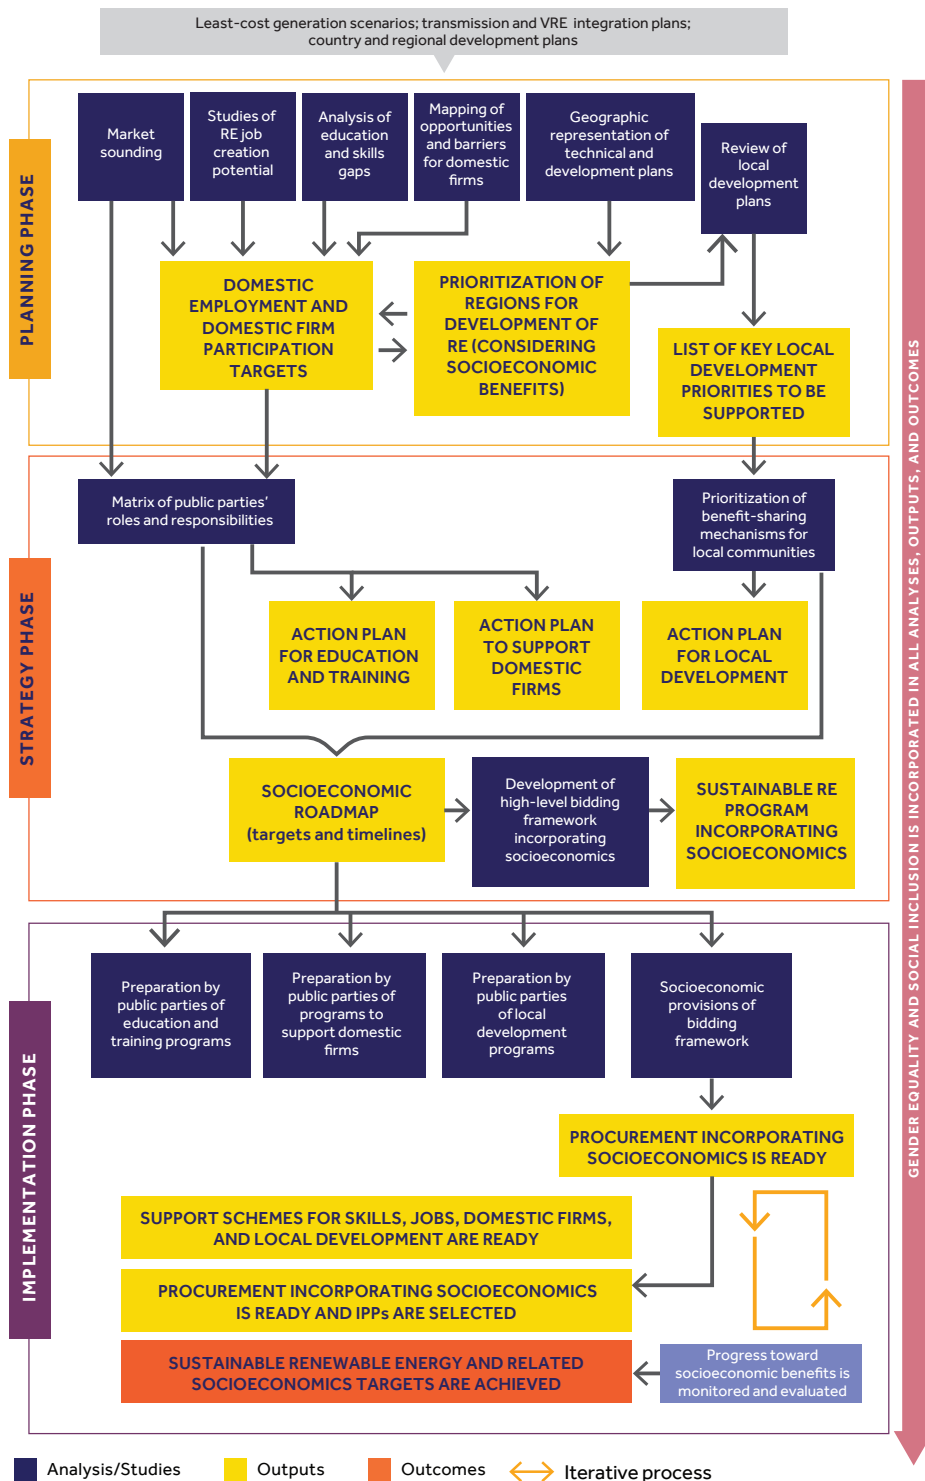 Least-cost generation scenarios; transmission and VRE integration plans;
country and regional development plans
PLANNING PHASE
Market
sounding
Studies of
RE job
creation
potential
Analysis of
education
and skills
gaps
Mapping of
opportunities
and barriers
for domestic
firms
Geographic
representation of
technical and
development plans
Review of
local
development
plans
DOMESTIC
EMPLOYMENT AND
DOMESTIC FIRM
PARTICIPATION
TARGETS
PRIORITIZATION OF
REGIONS FOR
DEVELOPMENT OF
RE (CONSIDERING
SOCIOECONOMIC
BENEFITS)
LIST OF KEY LOCAL
DEVELOPMENT
PRIORITIES TO BE
SUPPORTED
STRATEGY PHASE
Matrix of public parties’
roles and responsibilities
Prioritization of
benefit-sharing
mechanisms for
local communities
ACTION PLAN
FOR EDUCATION
AND TRAINING
ACTION PLAN
TO SUPPORT
DOMESTIC
FIRMS
ACTION PLAN
FOR LOCAL
DEVELOPMENT
SOCIOECONOMIC
ROADMAP
(targets and timelines)
Development of
high-level bidding
framework
incorporating
socioeconomics
SUSTAINABLE RE
PROGRAM
INCORPORATING
SOCIOECONOMICS
IMPLEMENTATION PHASE
Preparation by
public parties of
education and
training programs
Preparation by
public parties of
programs to
support domestic
firms
Preparation by
public parties
of local
development
programs
Socioeconomic
provisions of
bidding
framework
PROCUREMENT INCORPORATING
SOCIOECONOMICS IS READY
SUPPORT SCHEMES FOR SKILLS, JOBS, DOMESTIC FIRMS,
AND LOCAL DEVELOPMENT ARE READY
PROCUREMENT INCORPORATING SOCIOECONOMICS
IS READY AND IPPs ARE SELECTED
SUSTAINABLE RENEWABLE ENERGY AND RELATED
SOCIOECONOMICS TARGETS ARE ACHIEVED
Progress toward
socioeconomic benefits is
monitored and evaluated
GENDER EQUALITY AND SOCIAL INCLUSION IS INCORPORATED IN ALL ANALYSES, OUTPUTS, AND OUTCOMES
Analysis/Studies
Outputs
Outcomes
Iterative process